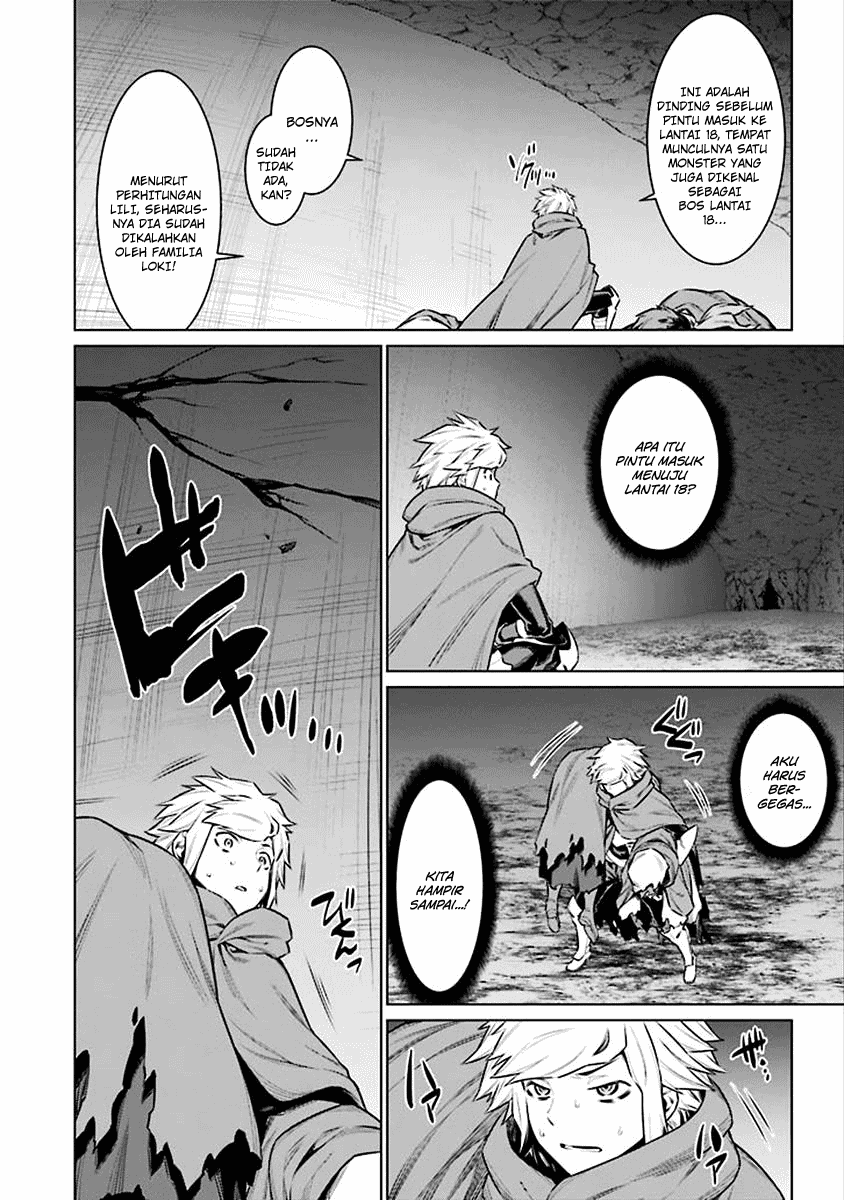 INI ADALAH
DINDING SEBELUM
PINTU MASUK KE
LANTAI 18, TEMPAT
MUNCULNYA SATU
MONSTER YANG
JUGA DIKENAL
SEBAGAI
BOS LANTAI
18...
BOSNYA
...
SUDAH
TIDAK
ADA,
KAN?
MENURUT
PERHITUNGAN
LILI, SEHARUS-
NYA DIA SUDAH
DIKALAHKAN
OLEH FAMILIA
LOKI!
APA ITU
PINTU MASUK
MENUJU
LANTAI 18?
AKU
HARUS
BER-
GEGAS...
KITA
HAMPIR
SAMPAI...!
ハァ
ビキッ...